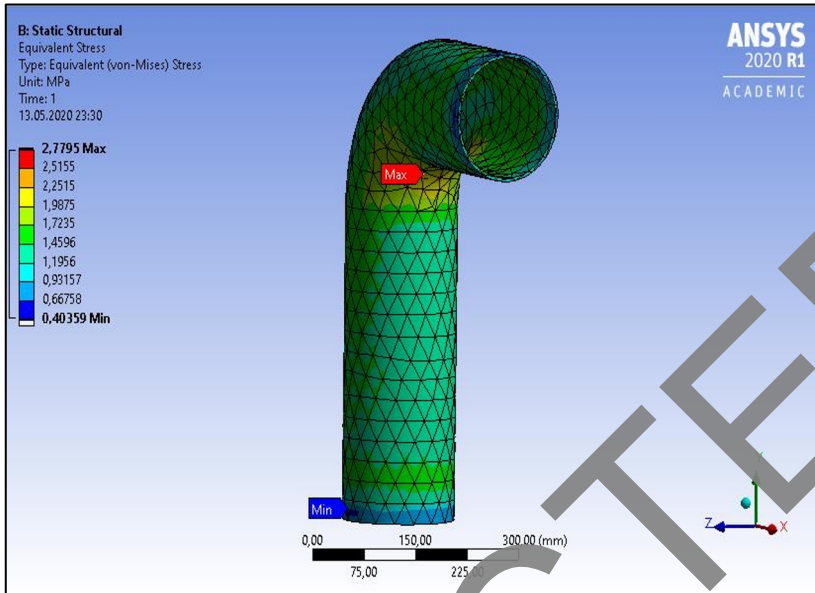 B: Static Structural
Equivalent Stress
Type: Equivalent (von-Mises) Stress
Unit: MPa
Time: 1
13.05.2020 23:30
2,7795 Max
2,5155
2,2515
1,9875
1,7235
1,4596
1,1956
0,93157
0,66758
0,40359 Min
ANSYS
2020 R1
ACADEMIC
Max
Min
0,00 150,00 300,00 (mm)
75,00 225,00
Z X